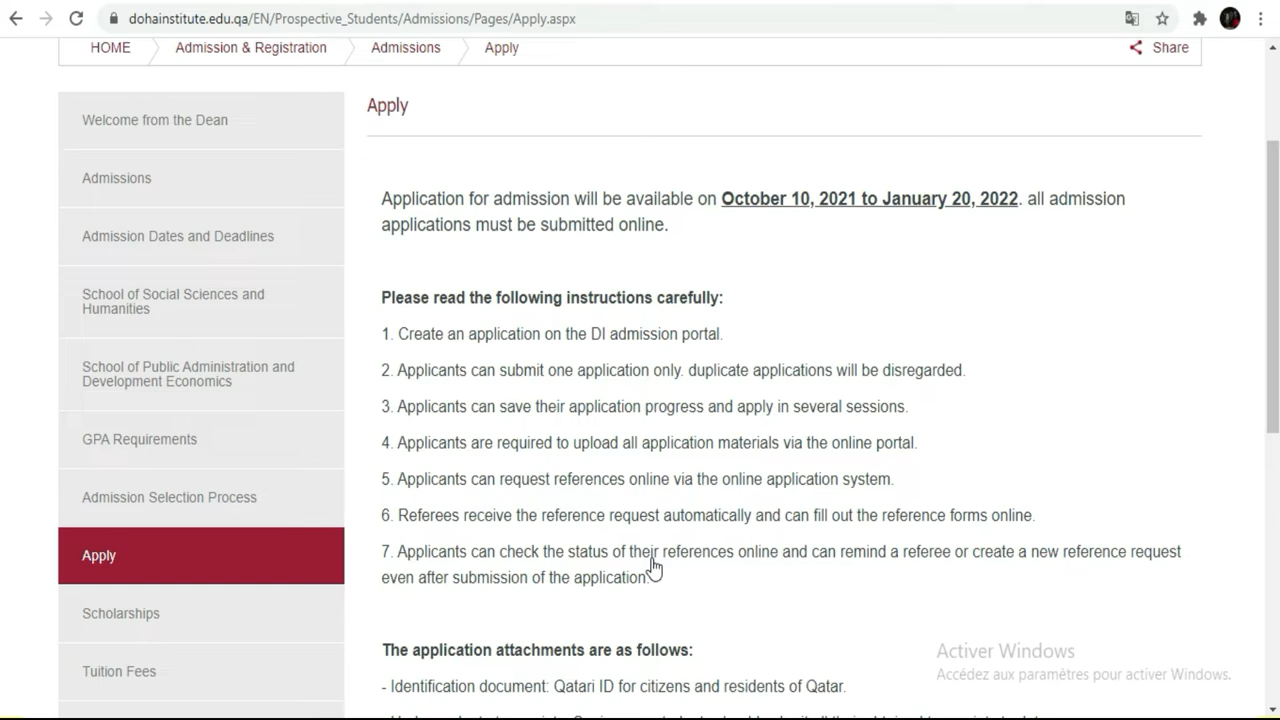 dohainstitute.edu.qa/EN/Prospective_Students/Admissions/Pages/Apply.aspx
HOME
Admission & Registration
Admissions
Apply
Share
Welcome from the Dean
Admissions
Admission Dates and Deadlines
School of Social Sciences and
Humanities
School of Public Administration and
Development Economics
GPA Requirements
Admission Selection Process
Apply
Scholarships
Tuition Fees
Apply
Application for admission will be available on October 10, 2021 to January 20, 2022. all admission
applications must be submitted online.
Please read the following instructions carefully:
1. Create an application on the DI admission portal.
2. Applicants can submit one application only. duplicate applications will be disregarded.
3. Applicants can save their application progress and apply in several sessions.
4. Applicants are required to upload all application materials via the online portal.
5. Applicants can request references online via the online application system.
6. Referees receive the reference request automatically and can fill out the reference forms online.
7. Applicants can check the status of their references online and can remind a referee or create a new reference request
even after submission of the application.
The application attachments are as follows:
- Identification document: Qatari ID for citizens and residents of Qatar.
Activer Windows
Accédez aux paramètres pour activer Windows.